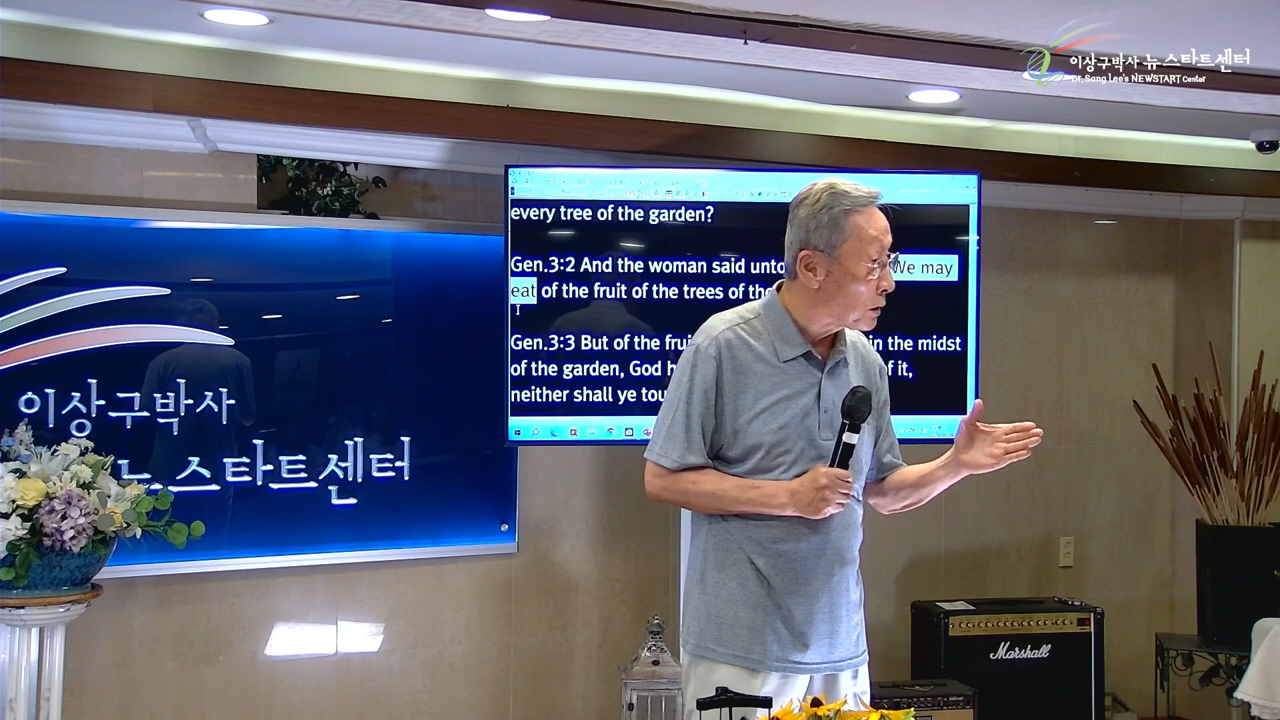 이상구박사 뉴스타트센터
Dr. Sang Lee's NEWSTART Center
every tree of the garden?
Gen.3:2 And the woman said unto We may
eat of the fruit of the trees of the
Gen.3:3 But of the in the midst
of the garden, God of it,
neither shall ye
이상구박사
뉴스타트센터
Marshall